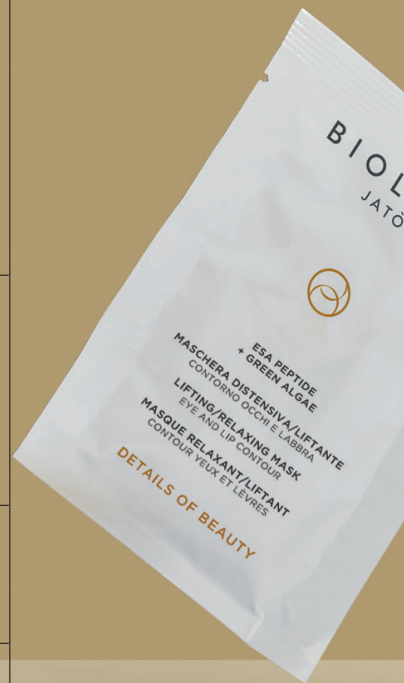 BIOL
JATÒ
ESA PEPTIDE
+ GREEN ALGAE
MASCHERA DISTENSIVA/LIFTANTE
CONTORNO OCCHI E LABBRA
LIFTING/RELAXING MASK
EYE AND LIP CONTOUR
MASQUE RELAXANT/LIFTANT
CONTOUR YEUX ET LÈVRES
DETAILS OF BEAUTY